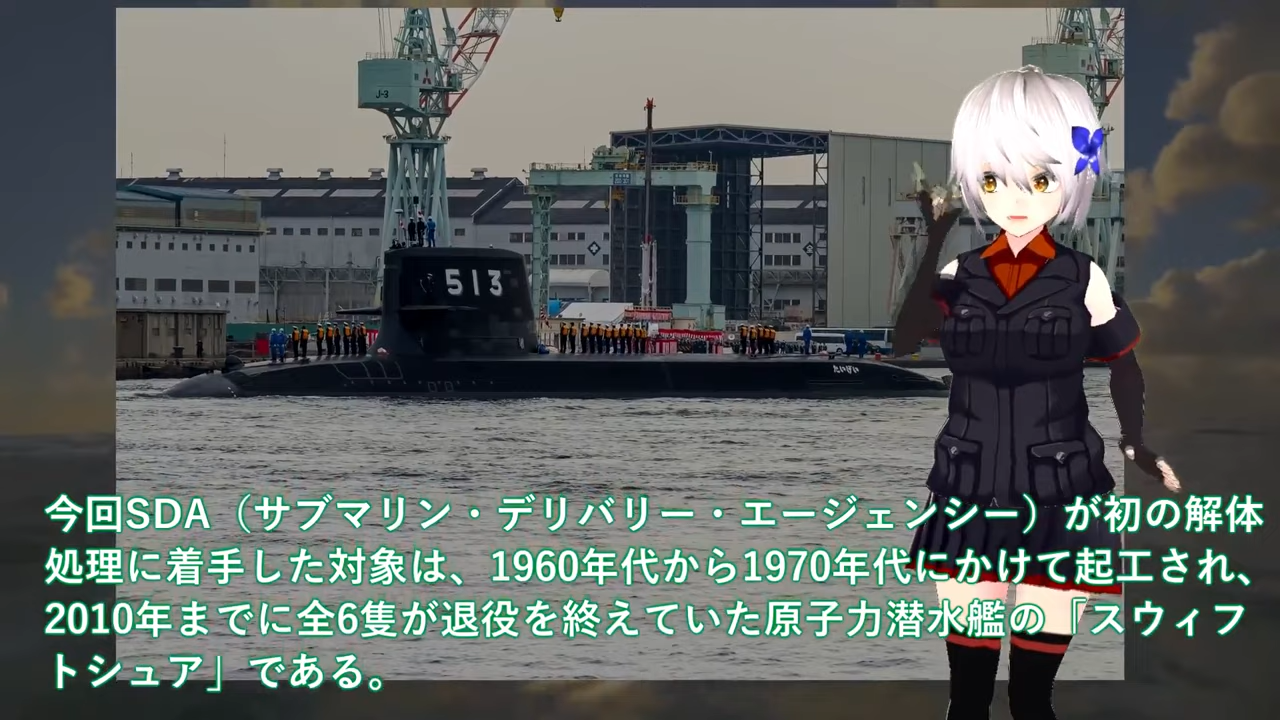 J-3
513
たいげい
今回SDA（サブマリン・デリバリー・エージェンシー）が初の解体
処理に着手した対象は、1960年代から1970年代にかけて起工され、
2010年までに全6隻が退役を終えていた原子力潜水艦の「スウィフ
トシュア」である。